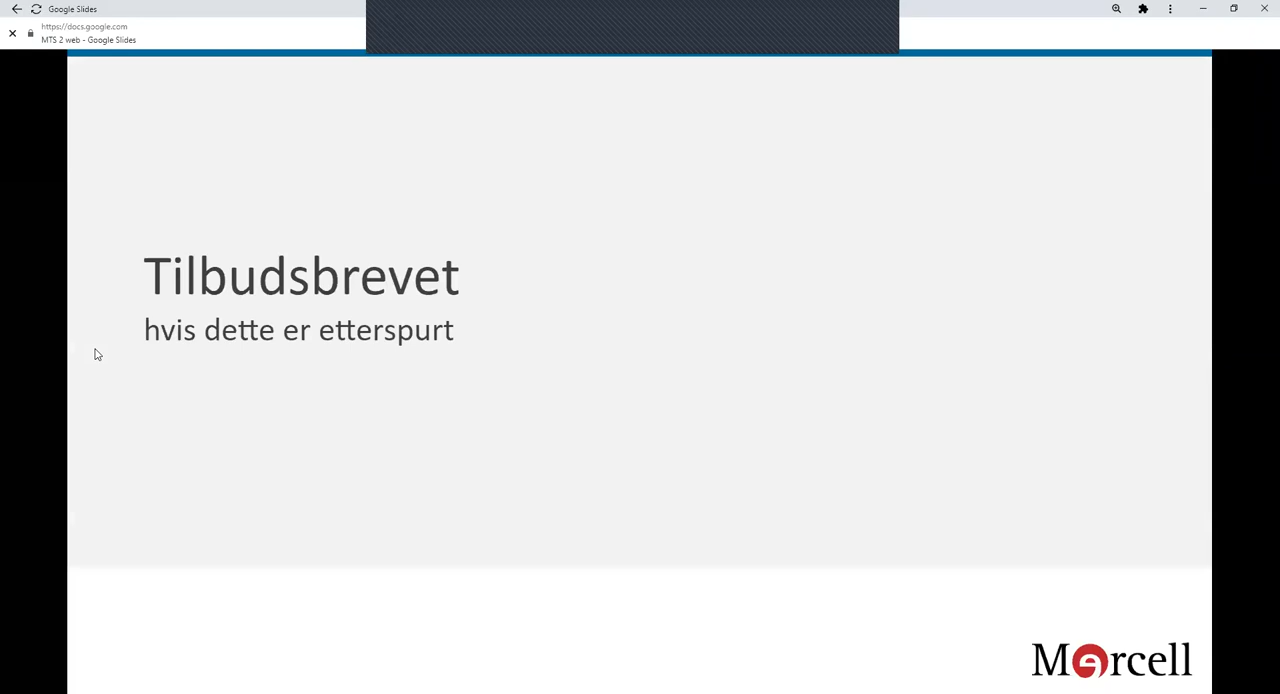 Google Slides
https://docs.google.com
MTS 2 web - Google Slides
Tilbudsbrevet
hvis dette er etterspurt
Mercell